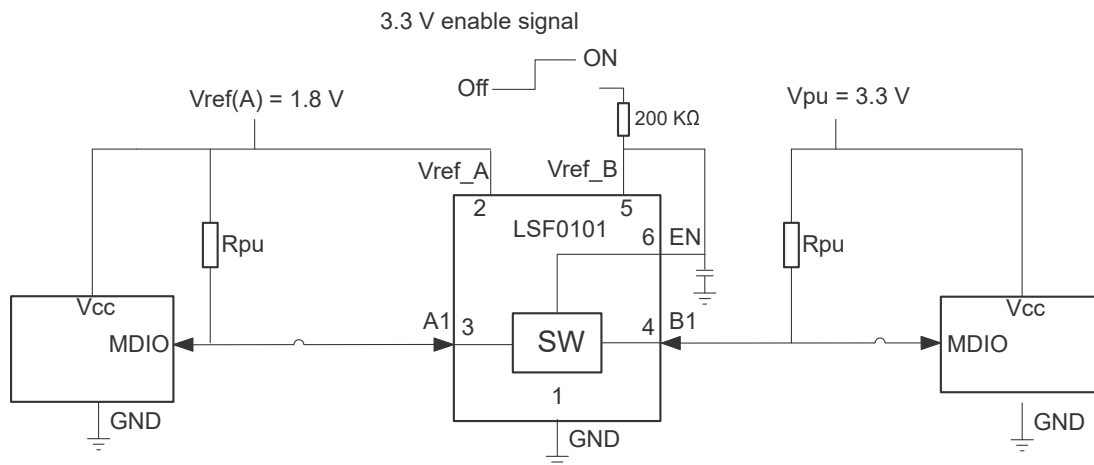 3.3 V enable signal
ON
Off
Vref(A) = 1.8 V
Vpu = 3.3 V
200 KΩ
Vref_A
Vref_B
2
5
LSF0101
6
EN
Rpu
Rpu
Vcc
Vcc
A1
3
4
B1
MDIO
SW
MDIO
1
GND
GND
GND